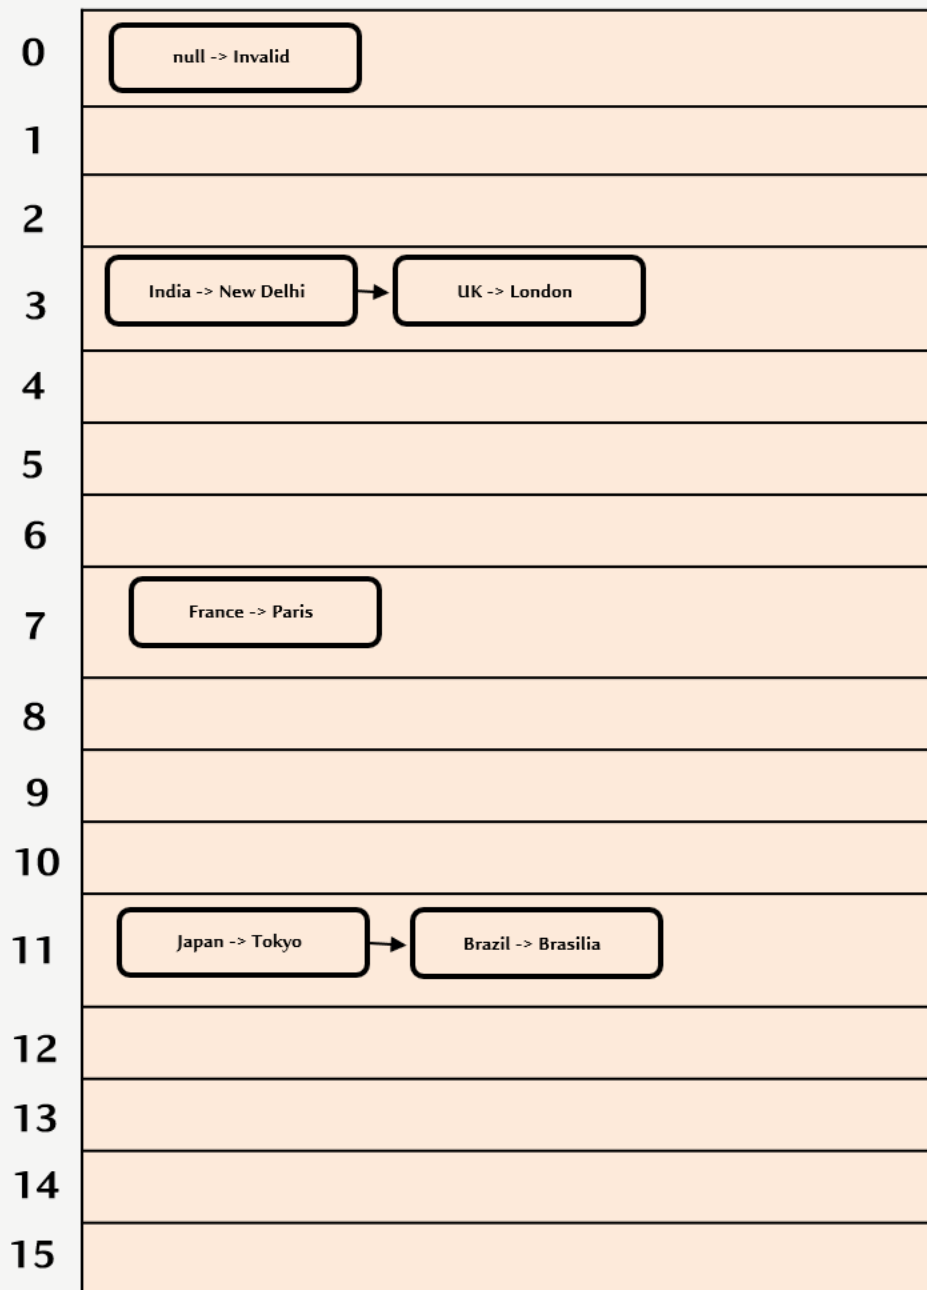 0
null -> Invalid
1
2
3
India -> New Delhi
UK -> London
4
5
6
7
France -> Paris
8
9
10
11
Japan -> Tokyo
Brazil -> Brasilia
12
13
14
15